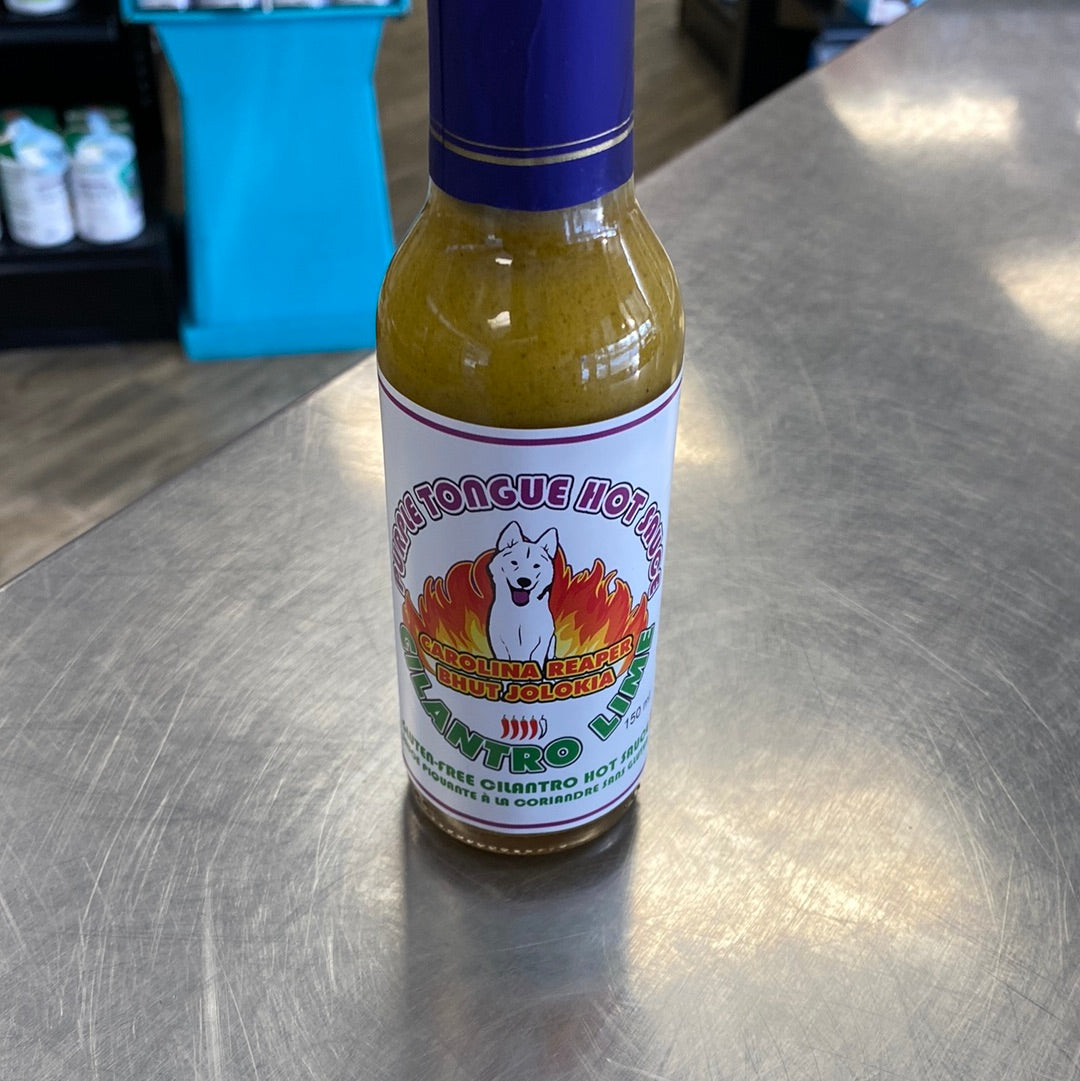 PURPLE TONGUE HOT SAUCE
CAROLINA REAPER
BHUT JOLOKIA
CILANTRO LIME
150 ml
GLUTEN-FREE CILANTRO HOT SAUCE
SAUCE PIQUANTE À LA CORIANDRE SANS GLUTEN